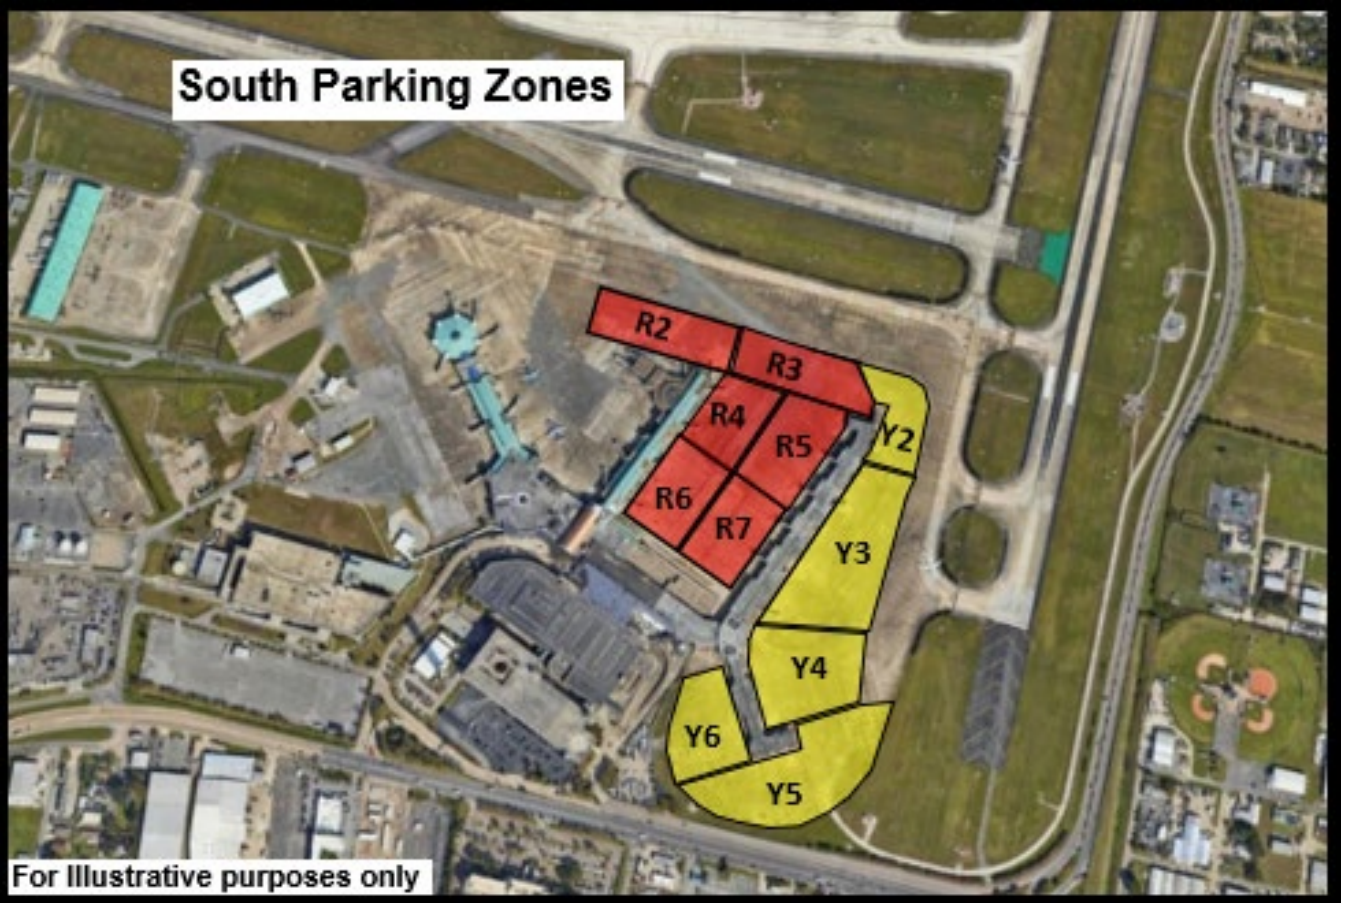 South Parking Zones
R2
R3
R4
R5
Y2
R6
R7
Y3
Y4
Y6
Y5
For Illustrative purposes only